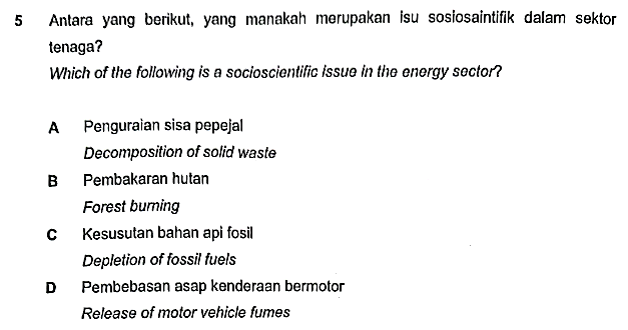 5 Antara yang berikut, yang manakah merupakan isu sosiosaintifik dalam sektor
tenaga?
Which of the following is a socioscientific issue in the energy sector?
A Penguraian sisa pepejal
Decomposition of solid waste
B Pembakaran hutan
Forest burning
C Kesusutan bahan api fosil
Depletion of fossil fuels
D Pembebasan asap kenderaan bermotor
Release of motor vehicle fumes